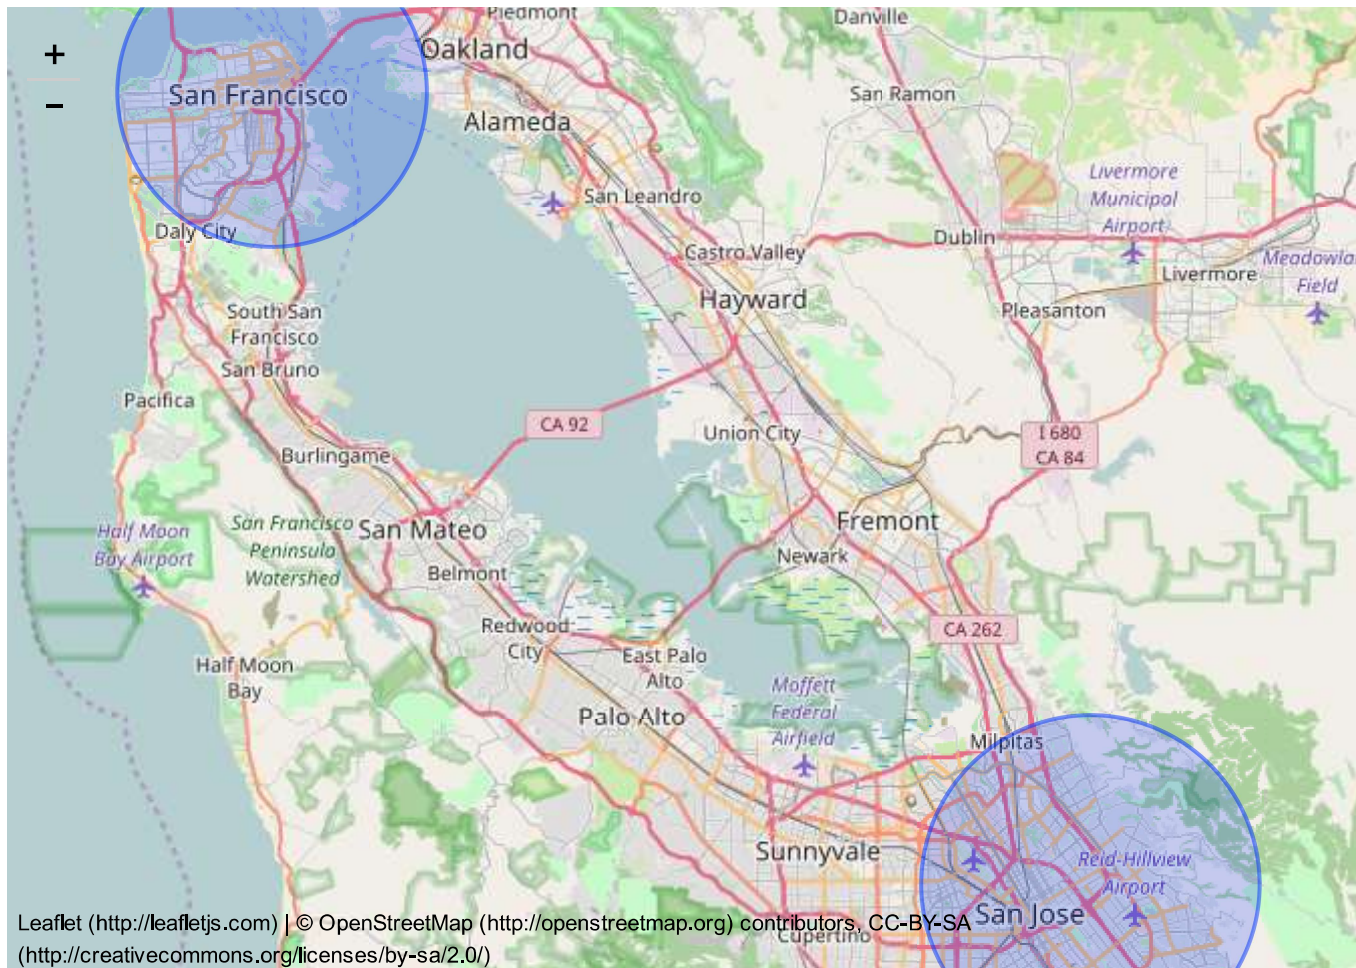 Piedmont
Danville
+
Oakland
San Ramon
San Francisco
−
Alameda
Livermore
Municipal
Airport
San Leandro
Daly City
Dublin
Castro Valley
Livermore
Meadowlar
Field
Hayward
Pleasanton
South San
Francisco
San Bruno
Pacifica
CA 92
Union City
I 680
CA 84
Burlingame
Half Moon
Bay Airport
San Francisco
Peninsula
Watershed
San Mateo
Fremont
Newark
Belmont
Redwood
City
CA 262
East Palo
Alto
Half Moon
Bay
Moffett
Federal
Airfield
Palo Alto
Milpitas
Sunnyvale
Reid-Hillview
Airport
San Jose
Cupertino
Leaflet (http://leafletjs.com) | © OpenStreetMap (http://openstreetmap.org) contributors, CC-BY-SA
(http://creativecommons.org/licenses/by-sa/2.0/)